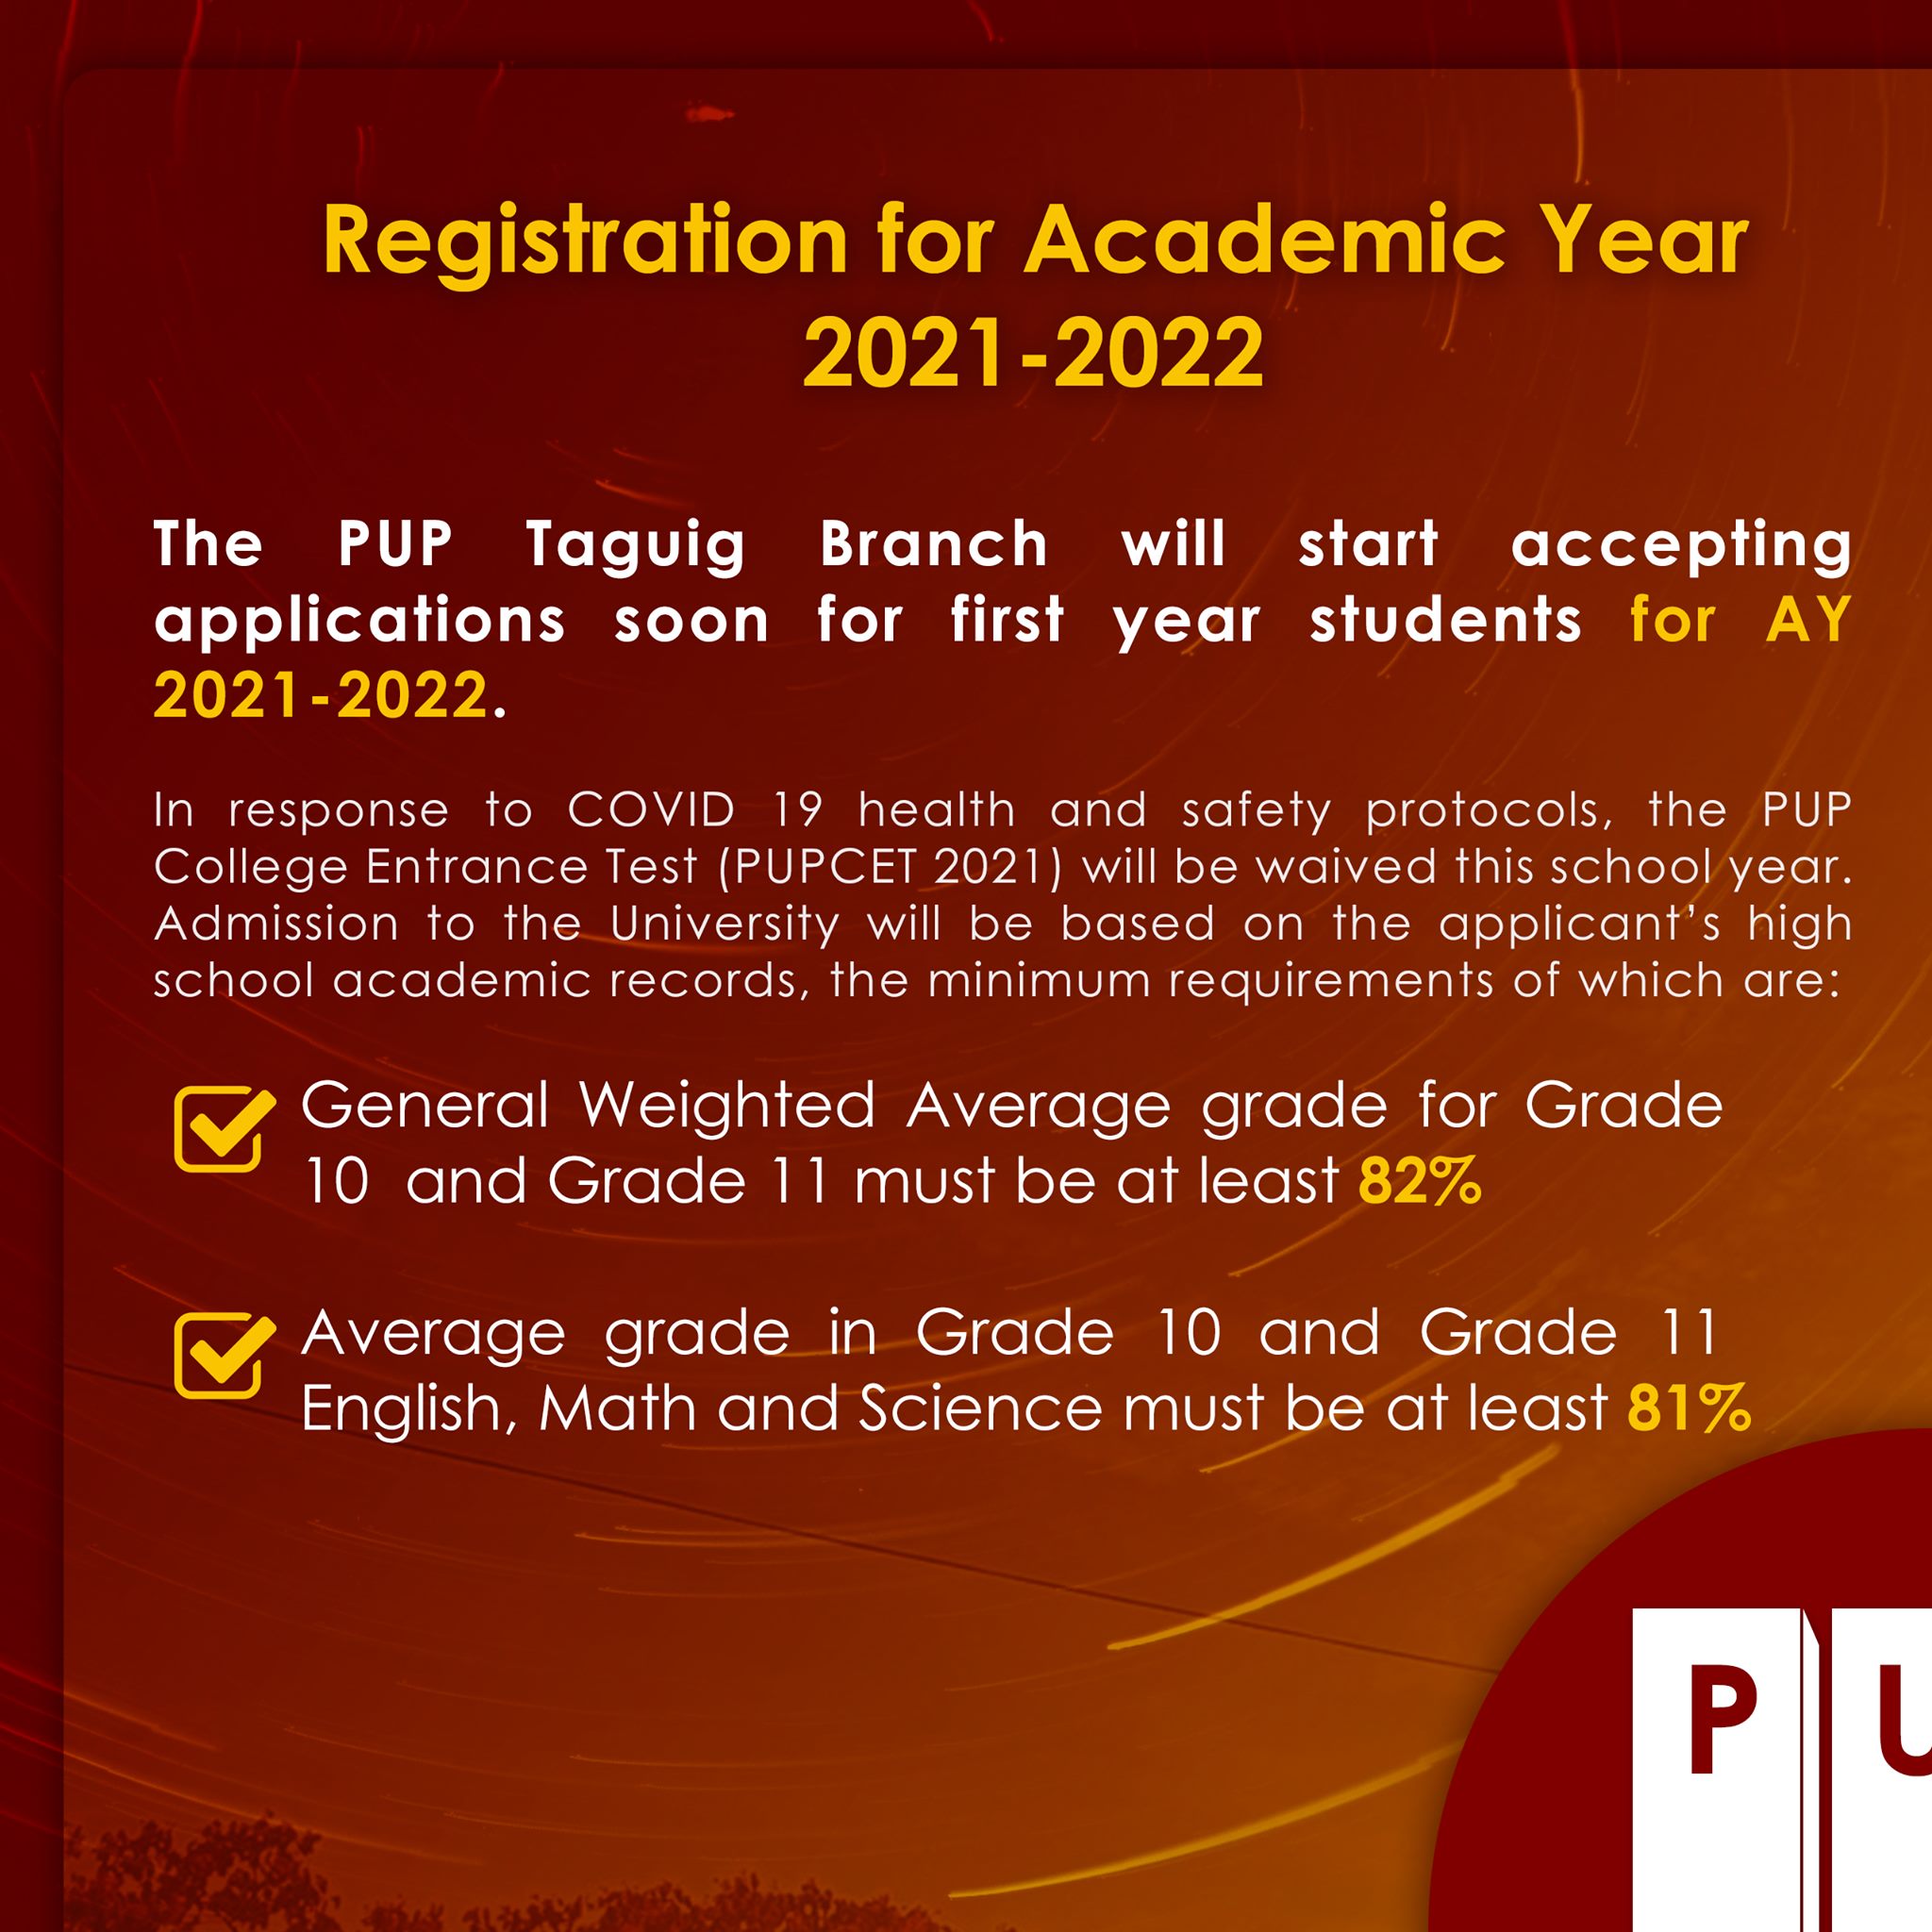 Registration for Academic Year
2021-2022
The PUP Taguig Branch will start accepting
applications soon for first year students for AY
2021-2022.
In response to COVID 19 health and safety protocols, the PUP
College Entrance Test (PUPCET 2021) will be waived this school year.
Admission to the University will be based on the applicant’s high
school academic records, the minimum requirements of which are:
General Weighted Average grade for Grade
10 and Grade 11 must be at least 82%
Average grade in Grade 10 and Grade 11
English, Math and Science must be at least 81%
P U